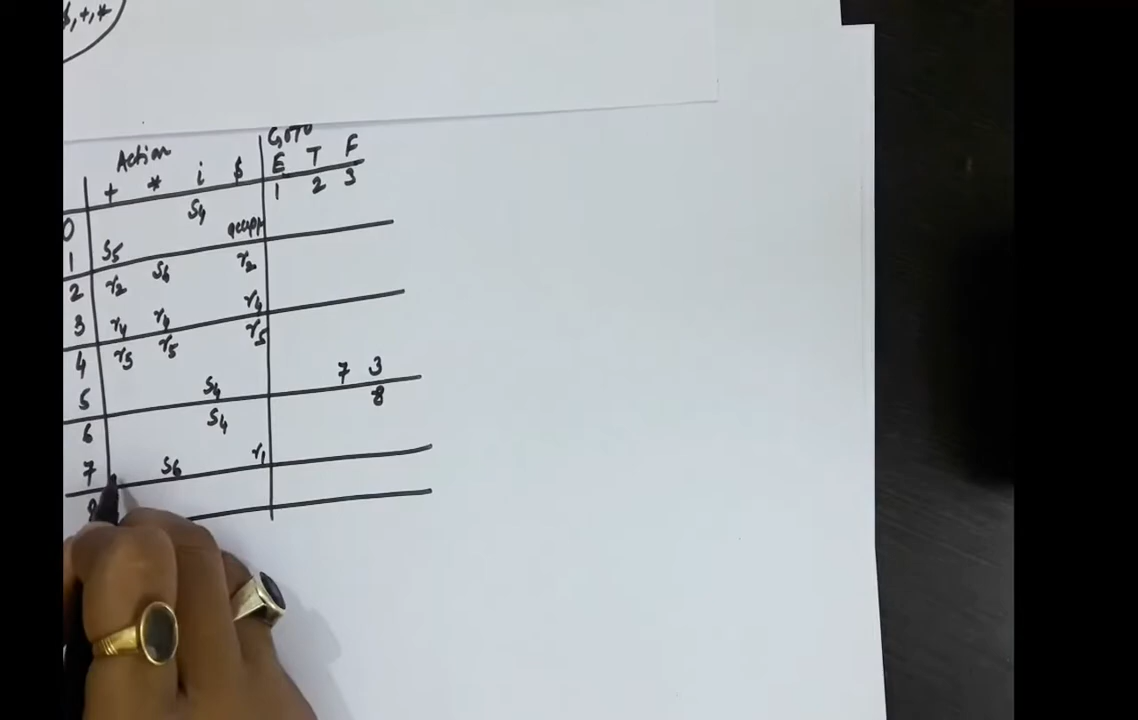 $,+,*
Action GOTO
+ * i $ E T F
0 S4 1 2 3
1 S5 accept
2 r2 S6 r2
3 r4 r4 r4
4 r5 r5 r5
5 S4 7 3
6 S4 8
7 S6 r1
8